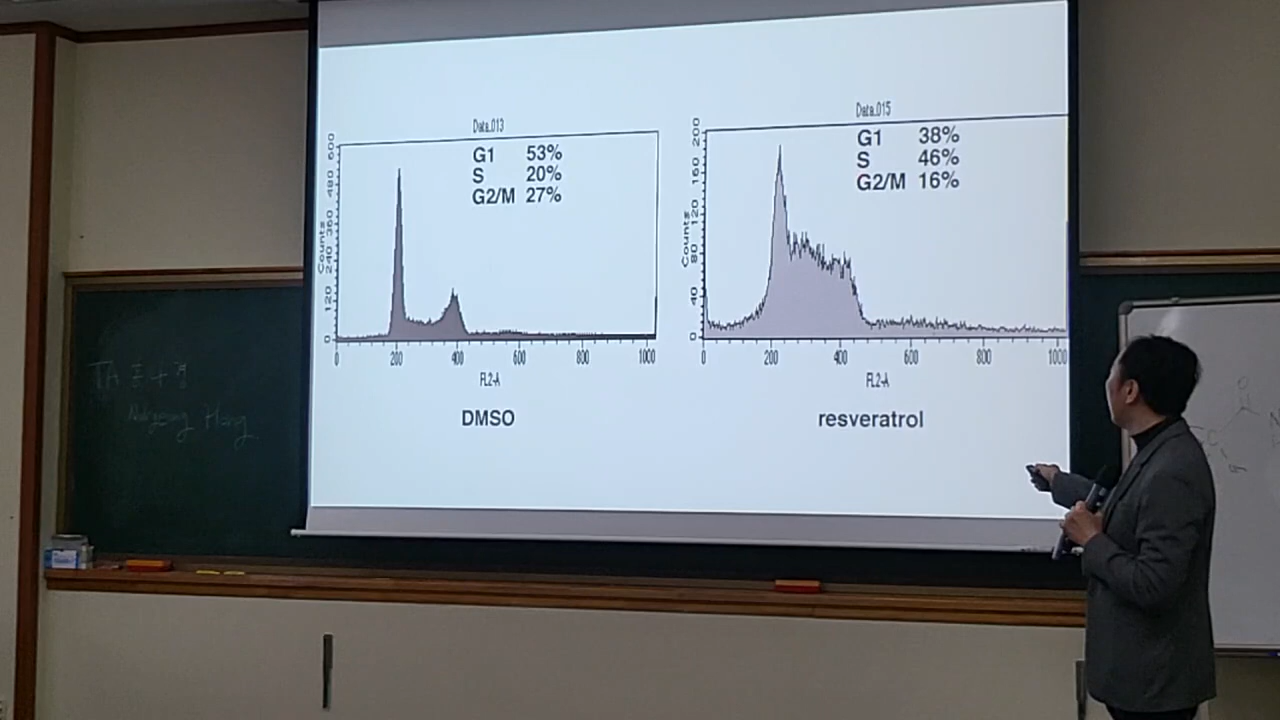 Data.013
G1 53%
S 20%
G2/M 27%
Counts
600
480
360
240
120
0
0 200 400 600 800 1000
FL2-A
DMSO
Data.015
G1 38%
S 46%
G2/M 16%
Counts
200
160
120
80
40
0
0 200 400 600 800 1000
FL2-A
resveratrol
TA